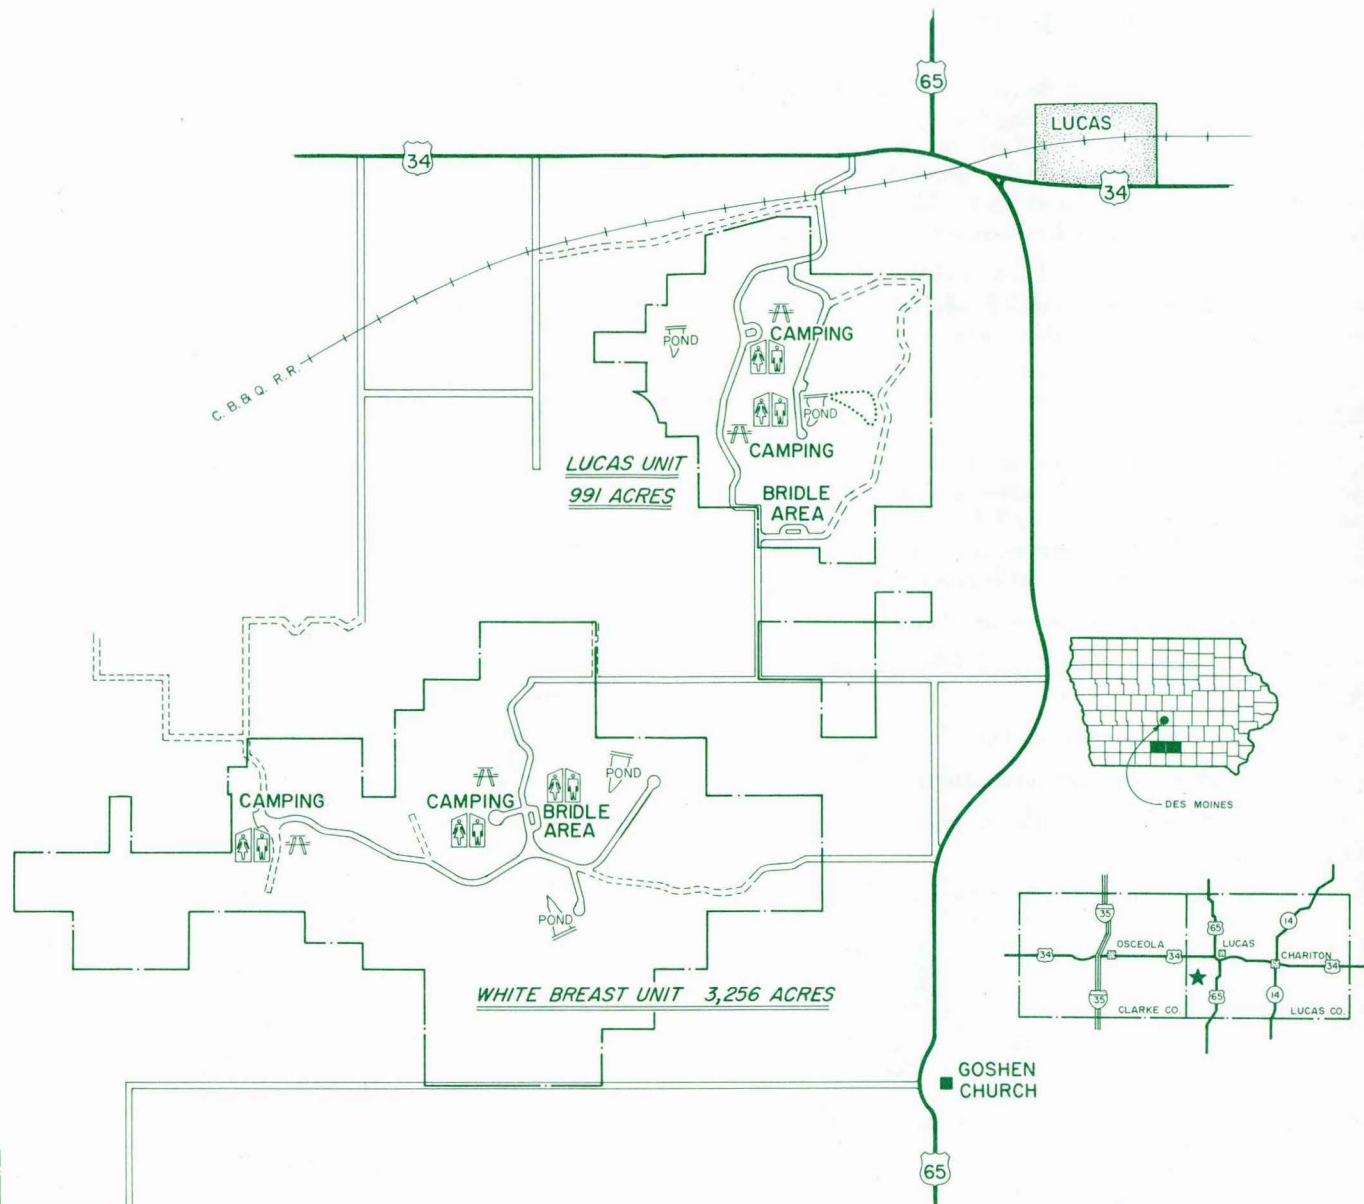 65
LUCAS
34
34
C. B. & Q. R.R.
POND
CAMPING
POND
CAMPING
LUCAS UNIT
991 ACRES
BRIDLE
AREA
DES MOINES
POND
CAMPING
CAMPING
BRIDLE
AREA
POND
WHITE BREAST UNIT 3,256 ACRES
35
65
14
OSCEOLA
LUCAS
CHARITON
34
34
34
35
65
14
CLARKE CO.
LUCAS CO.
GOSHEN
CHURCH
65